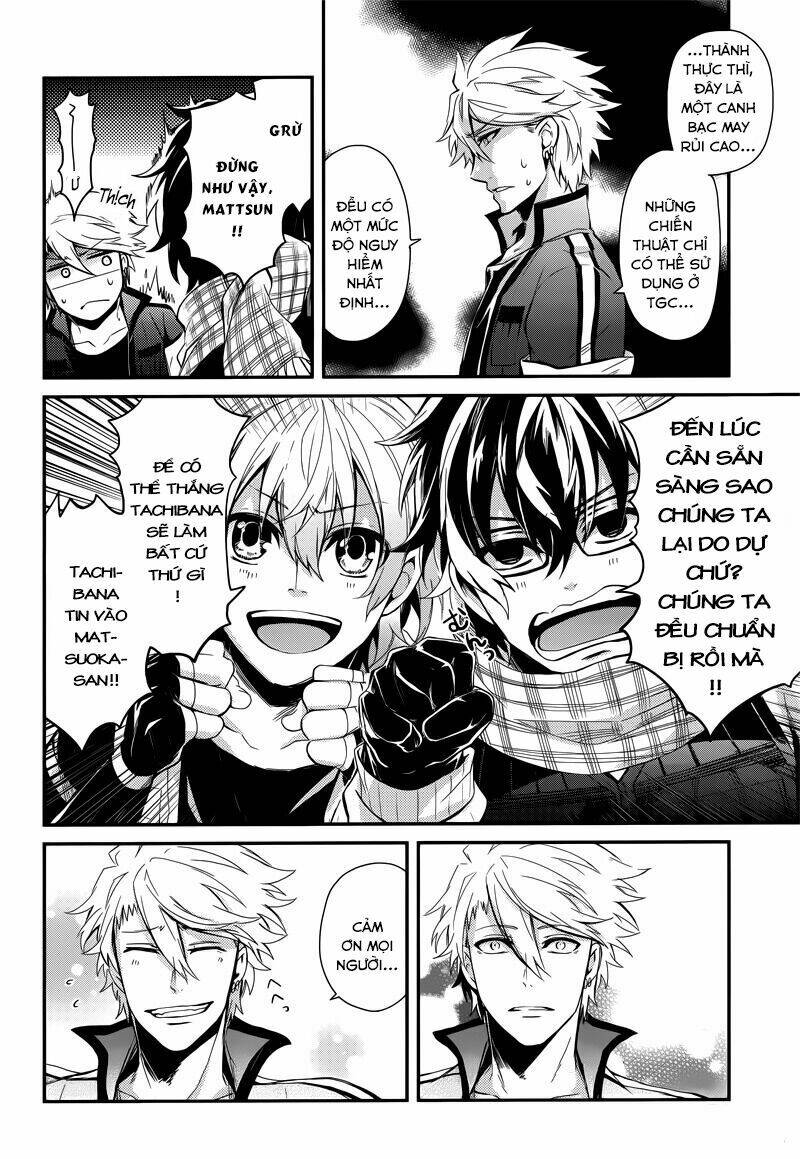 ...THÀNH
THỰC THÌ,
ĐÂY LÀ
MỘT CANH
BẠC MAY
RỦI CAO...
NHỮNG
CHIẾN
THUẬT CHỈ
CÓ THỂ SỬ
DỤNG Ở
TGC...
ĐỀU CÓ
MỘT MỨC
ĐỘ NGUY
HIỂM NHẤT
ĐỊNH...
GRỪ
ĐỪNG
NHƯ VẬY,
MATTSUN
!!
Thịch
Ư
ĐẾN LÚC
CẦN SẴN
SÀNG SAO
CHÚNG TA
LẠI DO DỰ
CHỨ?
CHÚNG TA
ĐỀU CHUẨN
BỊ RỒI MÀ
!!
む〜っ
ĐỂ CÓ
THỂ THẮNG
TACHIBANA
SẼ LÀM
BẤT CỨ
THỨ GÌ
!
TACHI-
BANA
TIN VÀO
MAT-
SUOKA-
SAN!!
CẢM
ƠN MỌI
NGƯỜI...